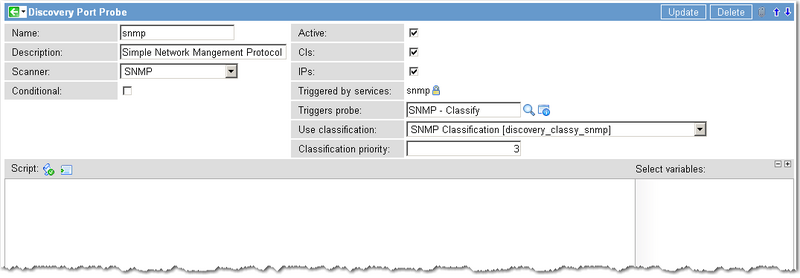 Discovery Port Probe
Update
Delete
Name:
snmp
Active:
Description:
Simple Network Mangement Protocol
CIs:
Scanner:
SNMP
IPs:
Conditional:
Triggered by services:
snmp
Triggers probe:
SNMP - Classify
Use classification:
SNMP Classification [discovery_classy_snmp]
Classification priority:
3
Script:
Select variables: